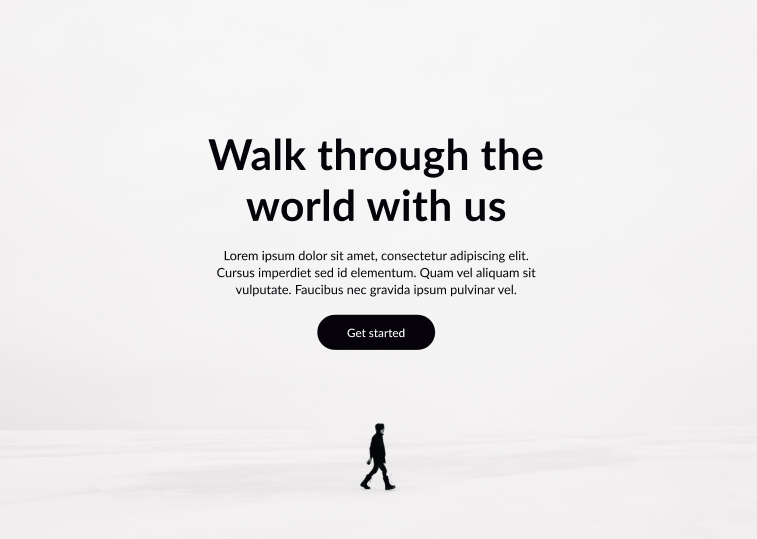 Walk through the
world with us
Lorem ipsum dolor sit amet, consectetur adipiscing elit.
Cursus imperdiet sed id elementum. Quam vel aliquam sit
vulputate. Faucibus nec gravida ipsum pulvinar vel.
Get started